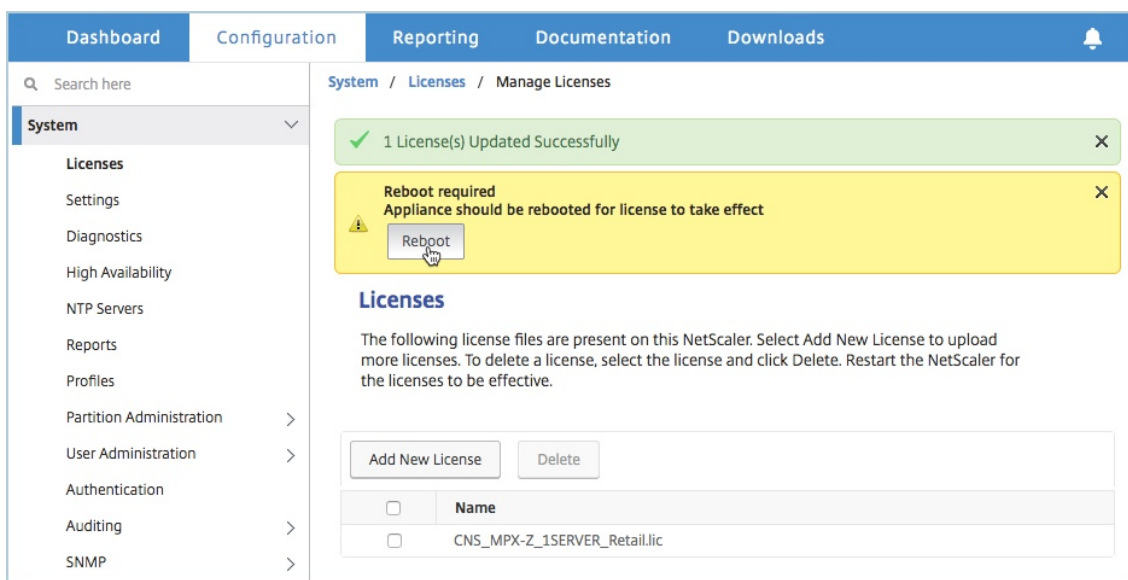 Dashboard
Configuration
Reporting
Documentation
Downloads
Search here
System / Licenses / Manage Licenses
System
Licenses
Settings
Diagnostics
High Availability
NTP Servers
Reports
Profiles
Partition Administration
User Administration
Authentication
Auditing
SNMP
1 License(s) Updated Successfully
Reboot required
Appliance should be rebooted for license to take effect
Reboot
Licenses
The following license files are present on this NetScaler. Select Add New License to upload
more licenses. To delete a license, select the license and click Delete. Restart the NetScaler for
the licenses to be effective.
Add New License
Delete
Name
CNS_MPX-Z_1SERVER_Retail.lic